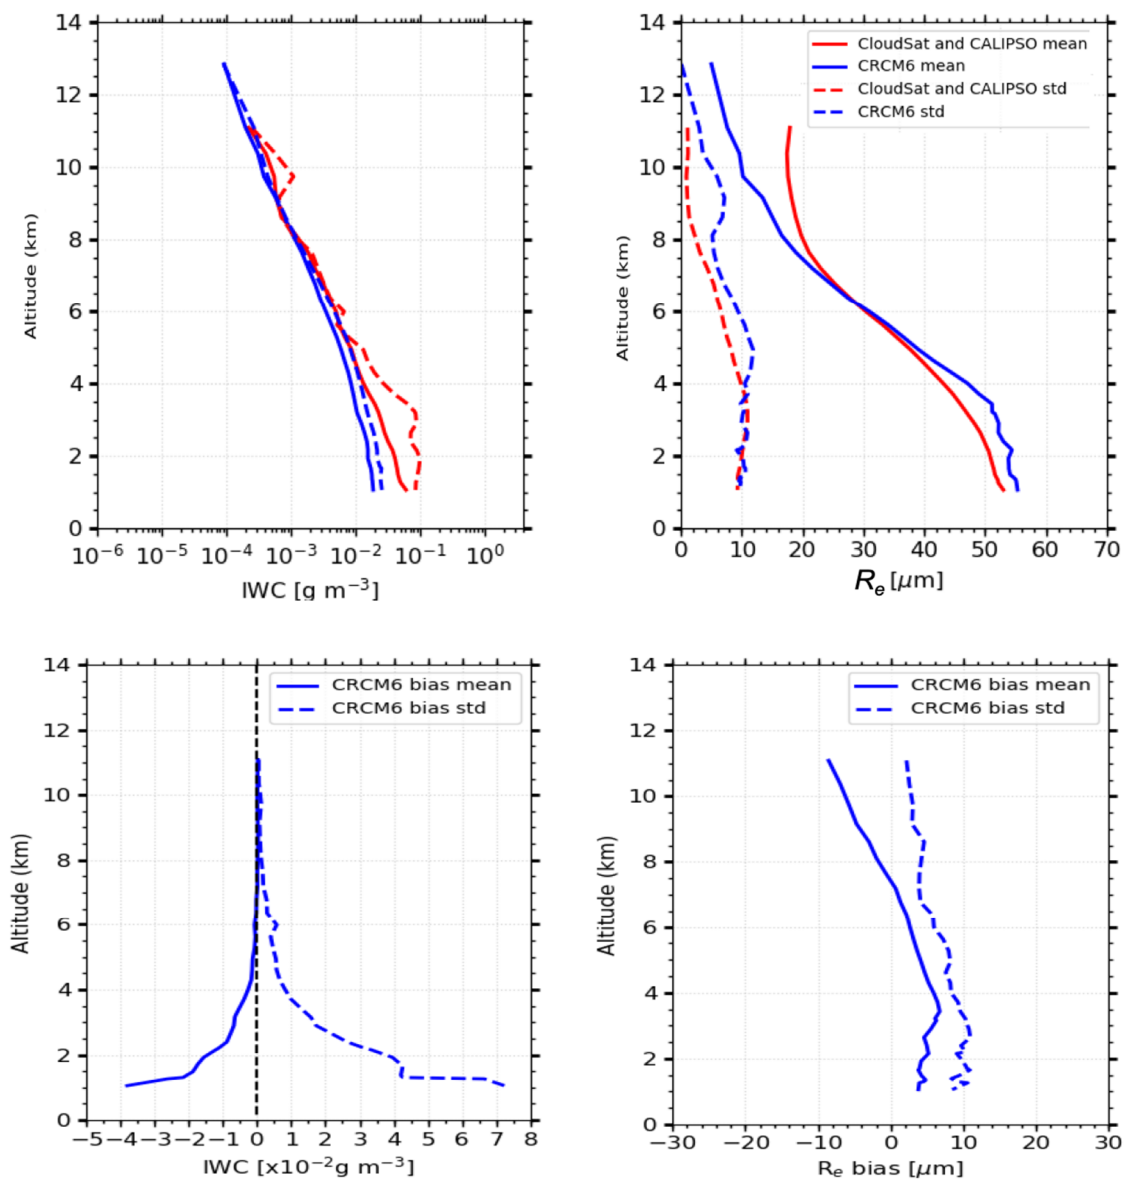 14
12
10
8
6
4
2
0
Altitude (km)
10⁻⁶ 10⁻⁵ 10⁻⁴ 10⁻³ 10⁻² 10⁻¹ 10⁰
IWC [g m⁻³]
14
12
10
8
6
4
2
0
Altitude (km)
CloudSat and CALIPSO mean
CRCM6 mean
CloudSat and CALIPSO std
CRCM6 std
0 10 20 30 40 50 60 70
Rₑ [μm]
14
12
10
8
6
4
2
0
Altitude (km)
CRCM6 bias mean
CRCM6 bias std
−5 −4 −3 −2 −1 0 1 2 3 4 5 6 7 8
IWC [x10⁻²g m⁻³]
14
12
10
8
6
4
2
0
Altitude (km)
CRCM6 bias mean
CRCM6 bias std
−30 −20 −10 0 10 20 30
Rₑ bias [μm]